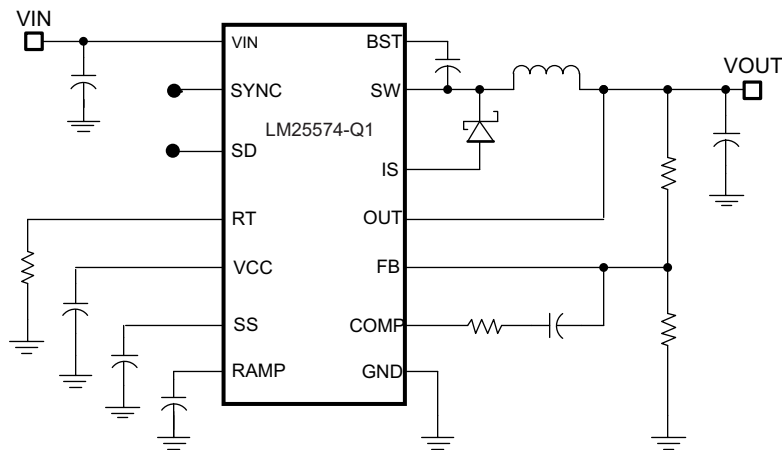 VIN
VOUT
VIN
SYNC
SD
RT
VCC
SS
RAMP
LM25574-Q1
BST
SW
IS
OUT
FB
COMP
GND